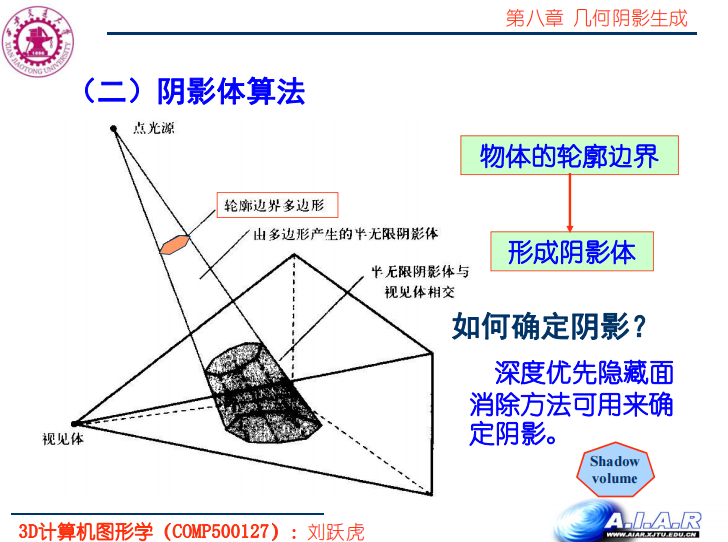 第八章 几何阴影生成
XIAN JIAOTONG UNIVERSITY
（二）阴影体算法
点光源
轮廓边界多边形
由多边形产生的半无限阴影体
半无限阴影体与
视见体相交
视见体
物体的轮廓边界
形成阴影体
如何确定阴影？
深度优先隐藏面
消除方法可用来确
定阴影。
Shadow
volume
3D计算机图形学（COMP500127）: 刘跃虎
A.I.A.R
WWW.AIAR.XJTU.EDU.CN